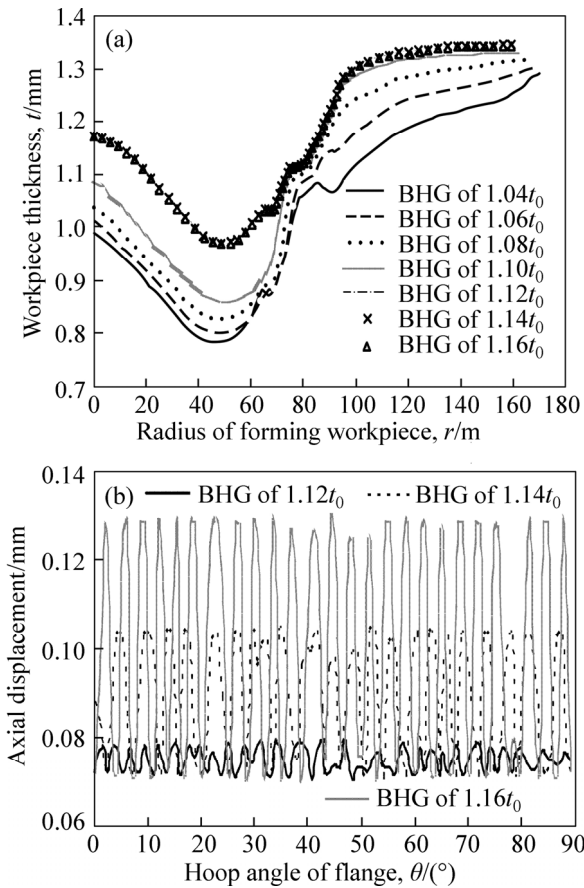 (a)
1.4
1.3
1.2
1.1
1.0
0.9
0.8
0.7
Workpiece thickness, t/mm
BHG of 1.04t₀
BHG of 1.06t₀
BHG of 1.08t₀
BHG of 1.10t₀
BHG of 1.12t₀
BHG of 1.14t₀
BHG of 1.16t₀
0 20 40 60 80 100 120 140 160 180
Radius of forming workpiece, r/m
(b)
BHG of 1.12t₀ BHG of 1.14t₀
0.14
0.12
0.10
0.08
0.06
Axial displacement/mm
BHG of 1.16t₀
0 10 20 30 40 50 60 70 80 90
Hoop angle of flange, θ/(°)